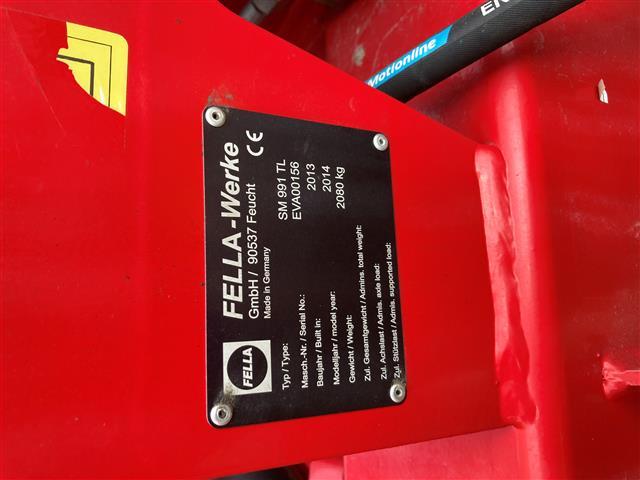 FELLA
FELLA-Werke
GmbH / 90537 Feucht
Made in Germany
CE
Typ / Type: SM 991 TL
Masch.-Nr. / Serial No.: EVA00156
Baujahr / Built in: 2013
Modelljahr / model year: 2014
Gewicht / Weight: 2080 kg
Zul. Gesamtgewicht / Admins. total weight:
Zul. Achslast / Admis. axle load:
Zul. Stützlast / Admis. supported load:
Motionline
EN